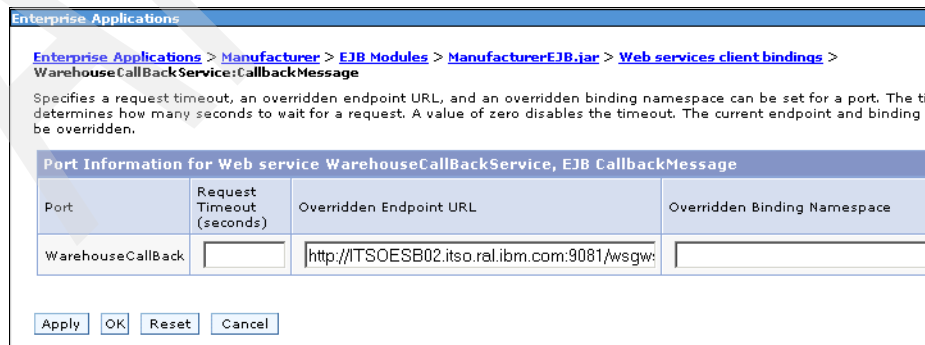 Enterprise Applications
Enterprise Applications > Manufacturer > EJB Modules > ManufacturerEJB.jar > Web services client bindings >
WarehouseCallBackService:CallbackMessage
Specifies a request timeout, an overridden endpoint URL, and an overridden binding namespace can be set for a port. The
determines how many seconds to wait for a request. A value of zero disables the timeout. The current endpoint and binding
be overridden.
Port Information for Web service WarehouseCallBackService, EJB CallbackMessage
Port
Request
Timeout
(seconds)
Overridden Endpoint URL
Overridden Binding Namespace
WarehouseCallBack
http://ITSOESB02.itso.ral.ibm.com:9081/wsgw
Apply OK Reset Cancel